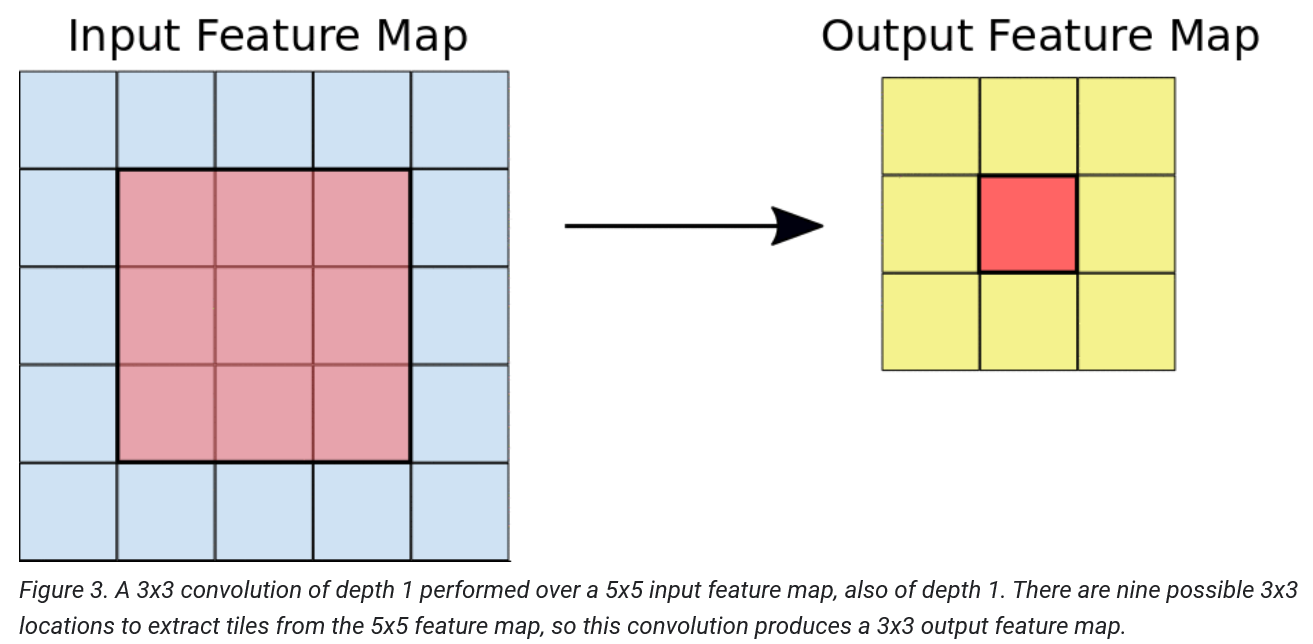 Input Feature Map
Output Feature Map
Figure 3. A 3x3 convolution of depth 1 performed over a 5x5 input feature map, also of depth 1. There are nine possible 3x3
locations to extract tiles from the 5x5 feature map, so this convolution produces a 3x3 output feature map.